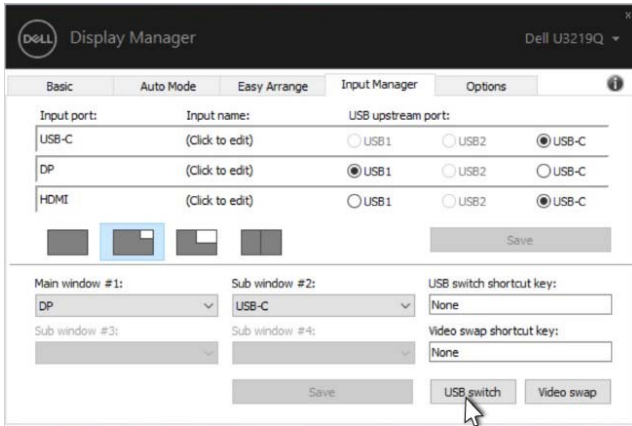 DELL Display Manager Dell U3219Q
x
Basic Auto Mode Easy Arrange Input Manager Options i
Input port: Input name: USB upstream port:
USB-C (Click to edit) USB1 USB2 USB-C
DP (Click to edit) USB1 USB2 USB-C
HDMI (Click to edit) USB1 USB2 USB-C
Save
Main window #1: Sub window #2: USB switch shortcut key:
DP USB-C None
Sub window #3: Sub window #4: Video swap shortcut key:
None
Save USB switch Video swap